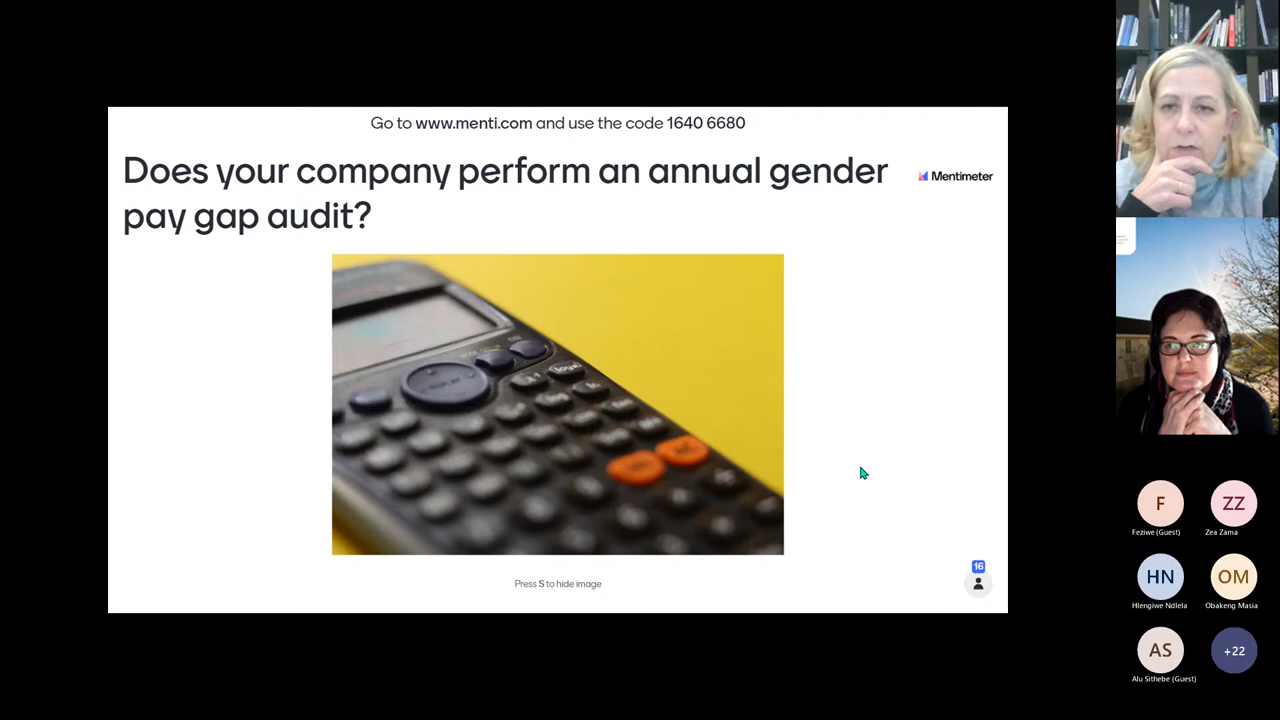 Go to www.menti.com and use the code 1640 6680
Does your company perform an annual gender
pay gap audit?
Mentimeter
Press S to hide image
16
F
ZZ
Feziwe (Guest)
Zea Zama
HN
OM
Hlengiwe Ndlela
Obakeng Masia
AS
+22
Alu Sithebe (Guest)